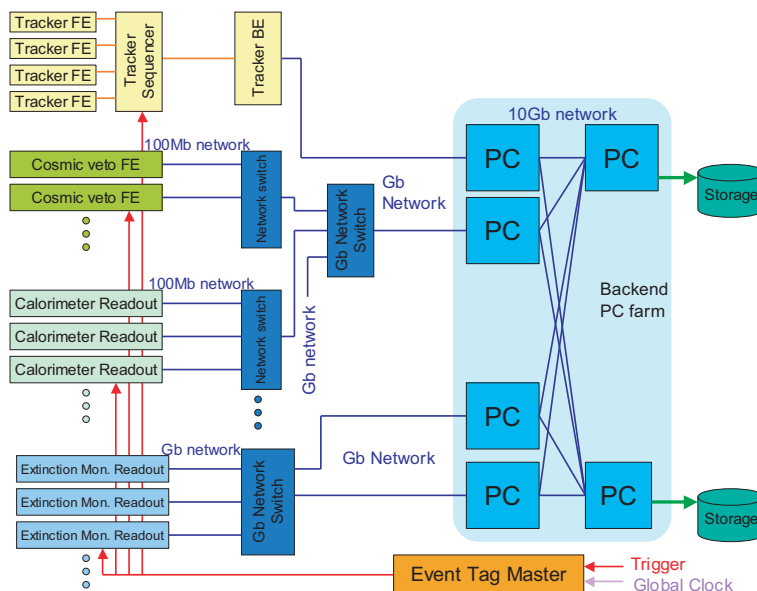 Tracker FE
Tracker FE
Tracker FE
Tracker FE
Tracker
Sequencer
Tracker BE
100Mb network
Cosmic veto FE
Cosmic veto FE
Network switch
Gb Network
Switch
Gb
Network
10Gb network
PC
PC
PC
Storage
Backend
PC farm
100Mb network
Calorimeter Readout
Calorimeter Readout
Calorimeter Readout
Network switch
Gb network
Gb network
Extinction Mon. Readout
Extinction Mon. Readout
Extinction Mon. Readout
Gb Network
Switch
Gb Network
PC
PC
PC
Storage
Event Tag Master
Trigger
Global Clock